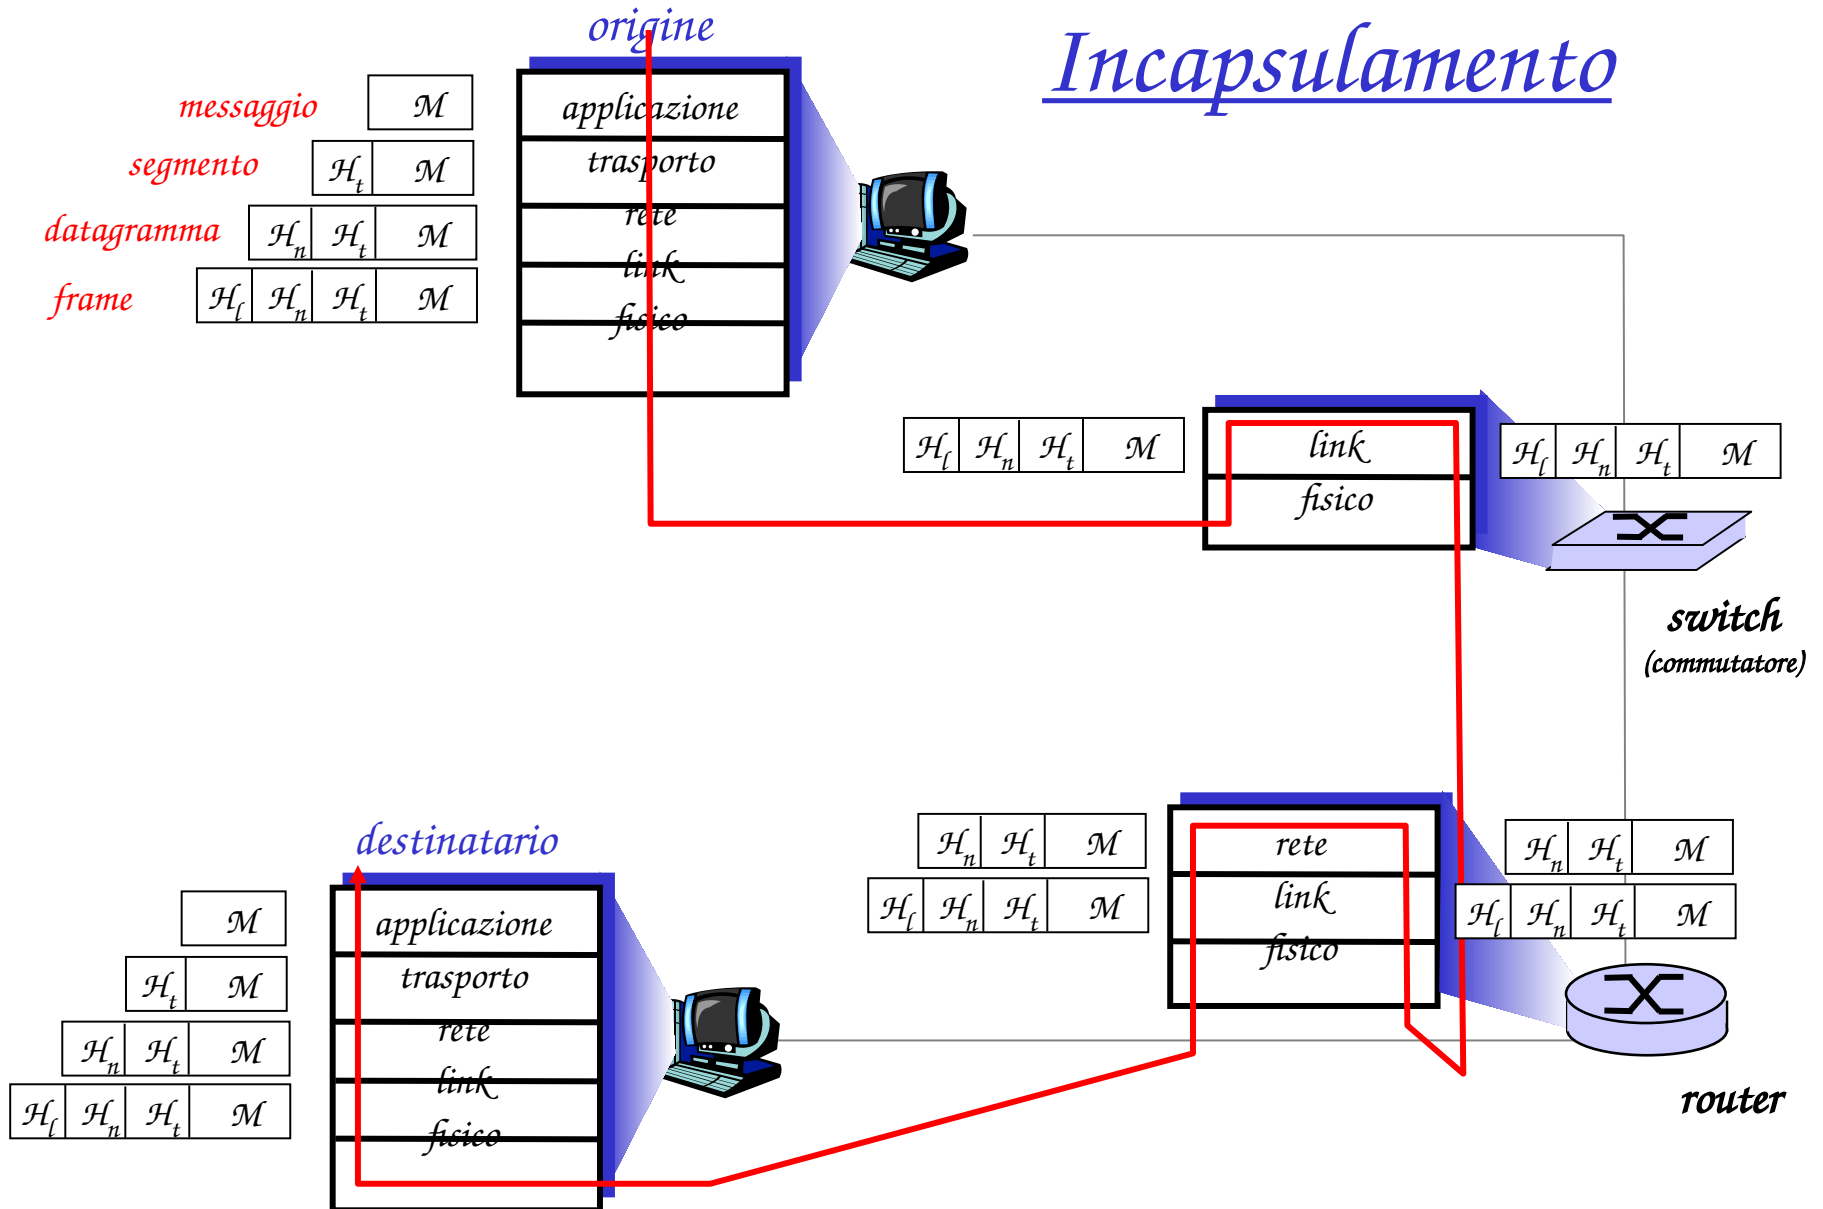 origine
Incapsulamento
messaggio M
segmento Ht M
datagramma Hn Ht M
frame Hl Hn Ht M
applicazione
trasporto
rete
link
fisico
Hl Hn Ht M
link
fisico
Hl Hn Ht M
switch
(commutatore)
destinatario
M
Ht M
Hn Ht M
Hl Hn Ht M
applicazione
trasporto
rete
link
fisico
Hn Ht M
Hl Hn Ht M
rete
link
fisico
Hn Ht M
Hl Hn Ht M
router